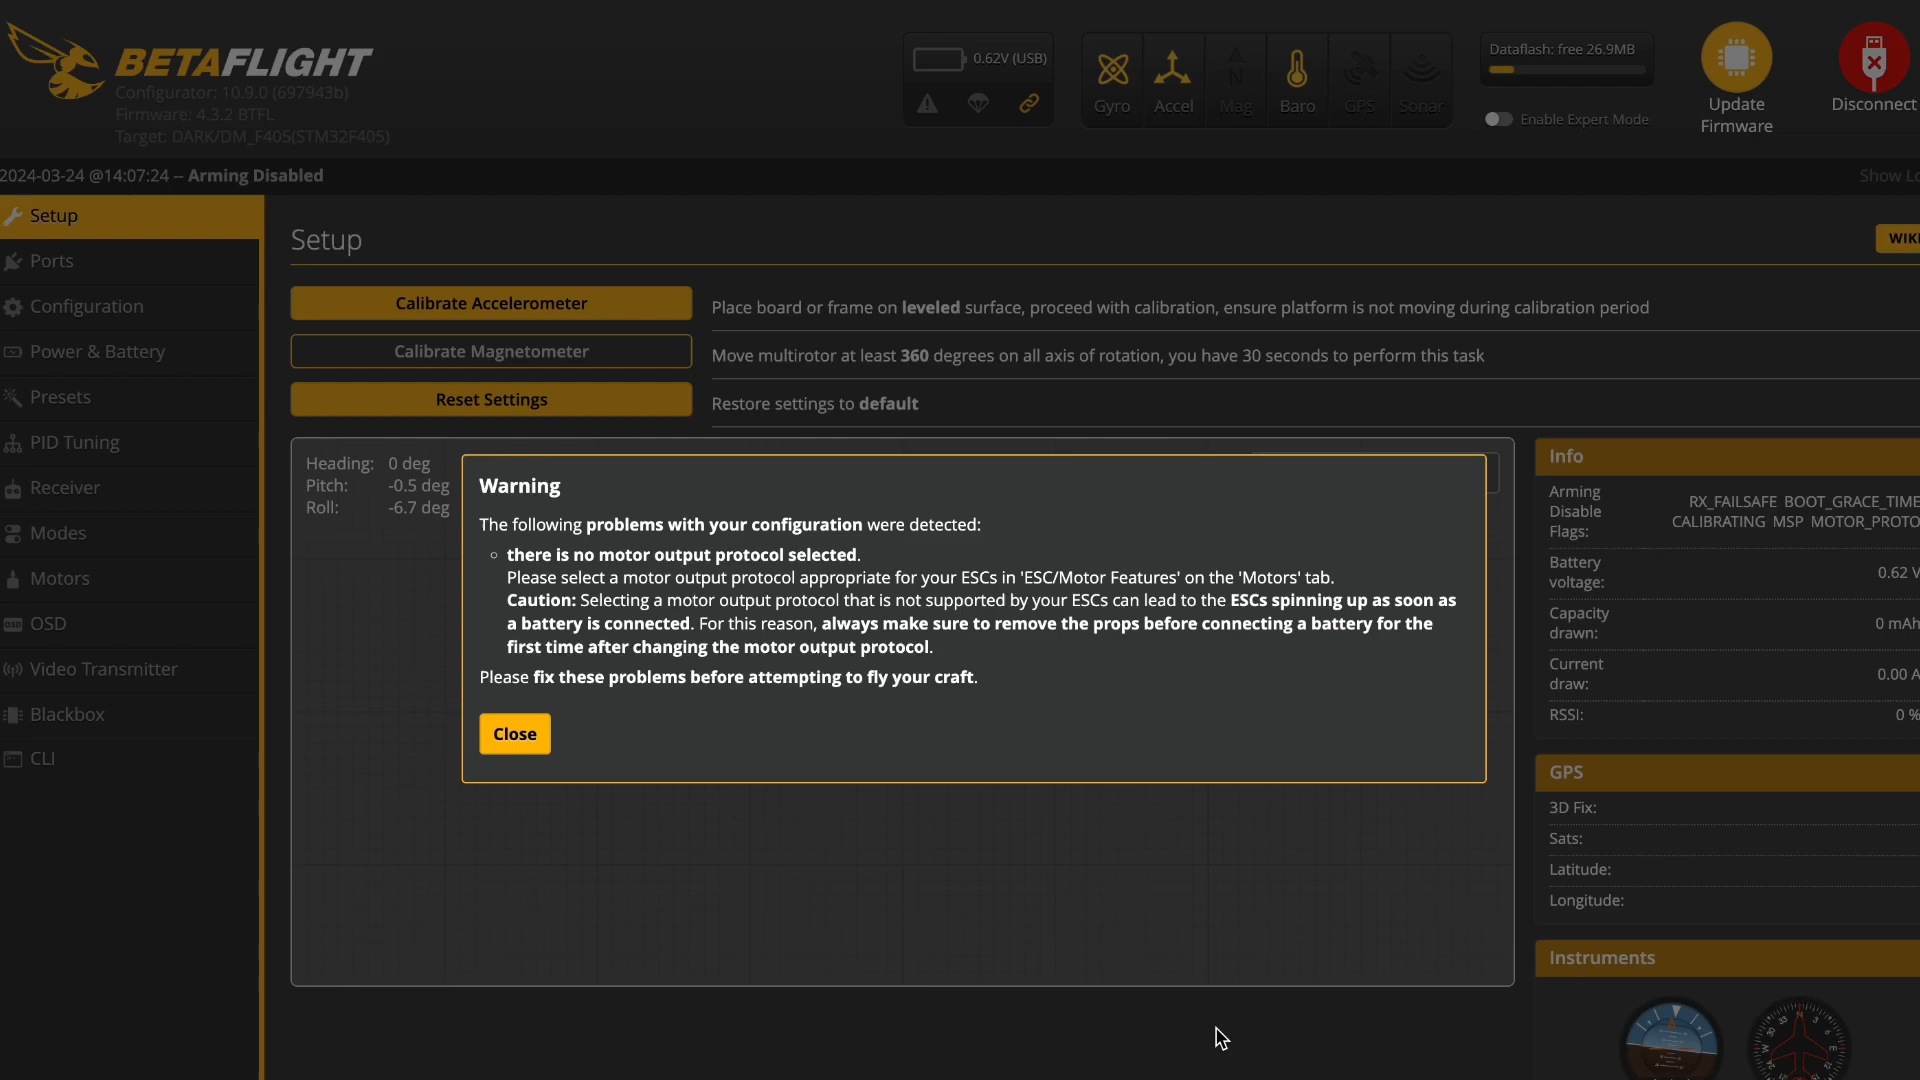 BETAFLIGHT
Configurator: 10.9.0 (697943b)
Firmware: 4.3.2 BTFL
Target: DARK/DM_F405(STM32F405)
0.62V (USB)
Gyro
Accel
Mag
Baro
GPS
Sonar
Dataflash: free 26.9MB
Enable Expert Mode
Update
Firmware
Disconnect
2024-03-24 @14:07:24 -- Arming Disabled
Show Lo
Setup
Ports
Configuration
Power & Battery
Presets
PID Tuning
Receiver
Modes
Motors
OSD
Video Transmitter
Blackbox
CLI
Setup
WIKI
Calibrate Accelerometer
Place board or frame on leveled surface, proceed with calibration, ensure platform is not moving during calibration period
Calibrate Magnetometer
Move multirotor at least 360 degrees on all axis of rotation, you have 30 seconds to perform this task
Reset Settings
Restore settings to default
Heading: 0 deg
Pitch: -0.5 deg
Roll: -6.7 deg
Warning
The following problems with your configuration were detected:
there is no motor output protocol selected.
Please select a motor output protocol appropriate for your ESCs in 'ESC/Motor Features' on the 'Motors' tab.
Caution: Selecting a motor output protocol that is not supported by your ESCs can lead to the ESCs spinning up as soon as
a battery is connected. For this reason, always make sure to remove the props before connecting a battery for the
first time after changing the motor output protocol.
Please fix these problems before attempting to fly your craft.
Close
Info
Arming
Disable
Flags:
RX_FAILSAFE BOOT_GRACE_TIME
CALIBRATING MSP MOTOR_PROTO
Battery
voltage:
0.62 V
Capacity
drawn:
0 mAh
Current
draw:
0.00 A
RSSI:
0 %
GPS
3D Fix:
Sats:
Latitude:
Longitude:
Instruments